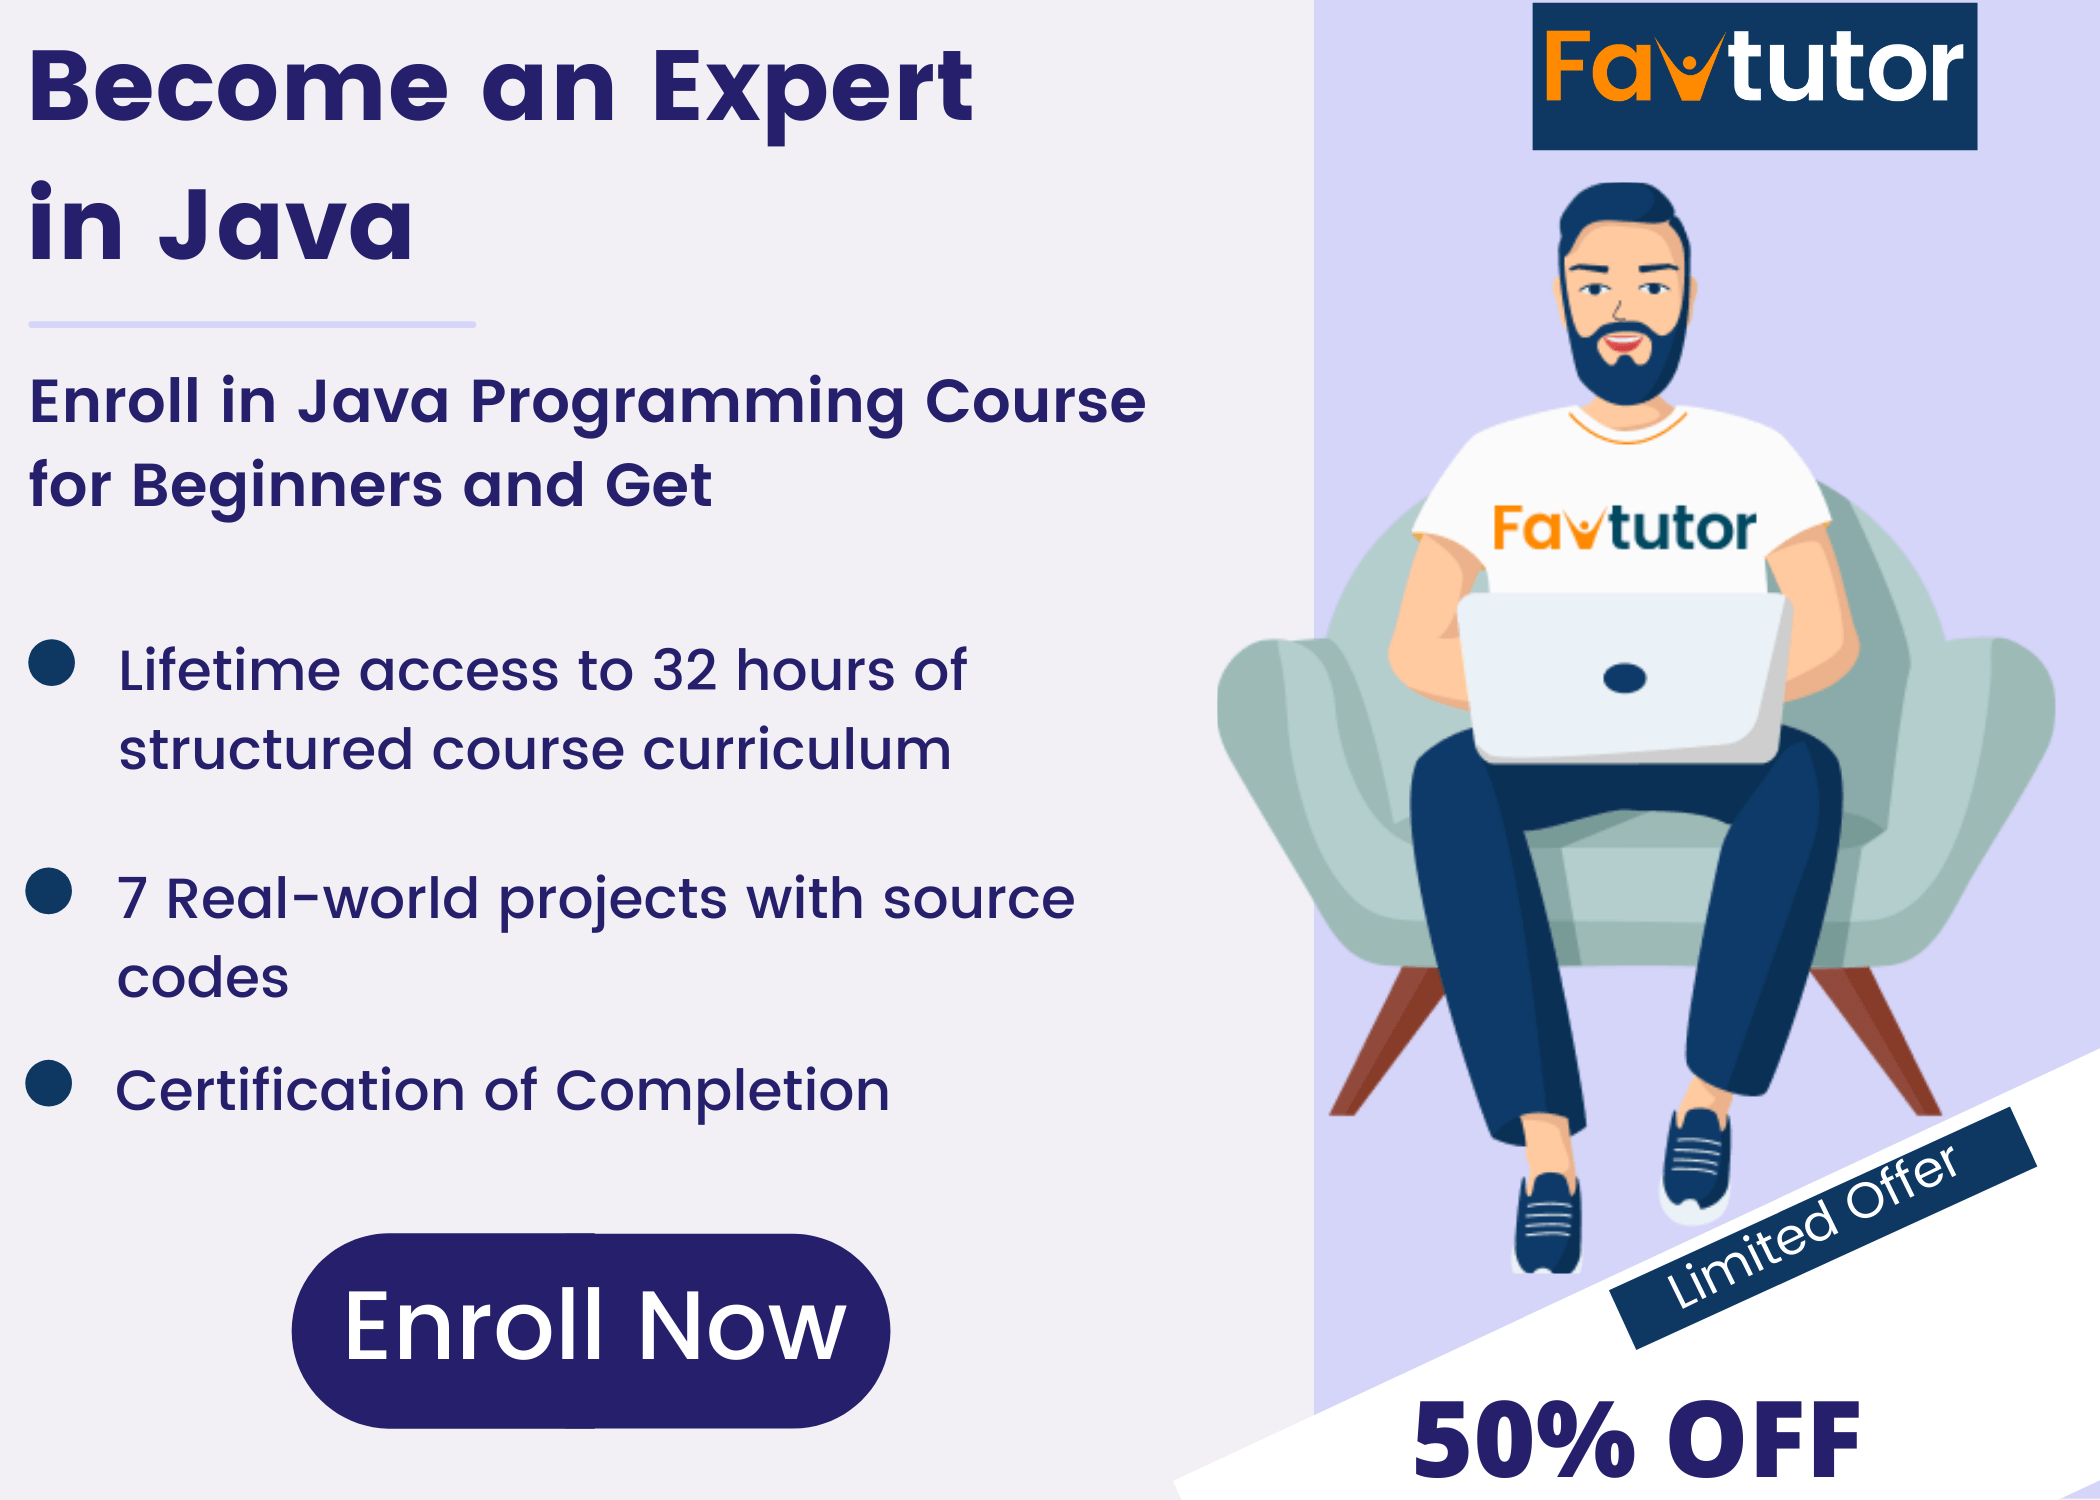 Become an Expert
in Java
Enroll in Java Programming Course
for Beginners and Get
Lifetime access to 32 hours of
structured course curriculum
7 Real-world projects with source
codes
Certification of Completion
Enroll Now
Favtutor
Favtutor
Limited Offer
50% OFF